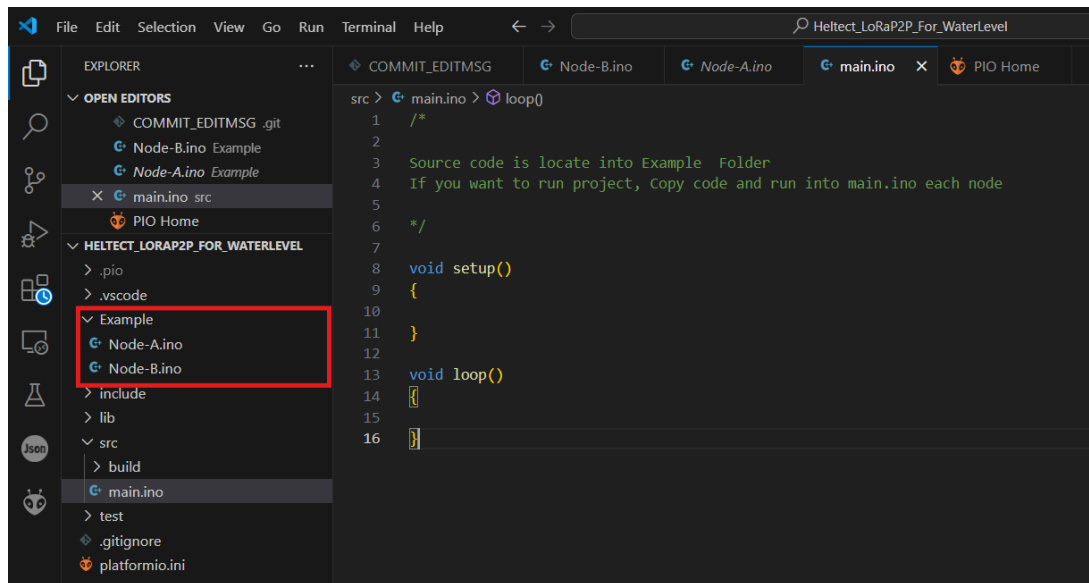 File Edit Selection View Go Run Terminal Help
Heltect_LoRaP2P_For_WaterLevel
EXPLORER
OPEN EDITORS
COMMIT_EDITMSG .git
Node-B.ino Example
Node-A.ino Example
main.ino src
PIO Home
HELTECT_LORAP2P_FOR_WATERLEVEL
.pio
.vscode
Example
Node-A.ino
Node-B.ino
include
lib
src
build
main.ino
test
.gitignore
platformio.ini
Json
COMMIT_EDITMSG Node-B.ino Node-A.ino main.ino PIO Home
src > main.ino > loop()
1 /*
2
3 Source code is locate into Example  Folder
4 If you want to run project, Copy code and run into main.ino each node
5
6 */
7
8 void setup()
9 {
10
11 }
12
13 void loop()
14 {
15
16 }